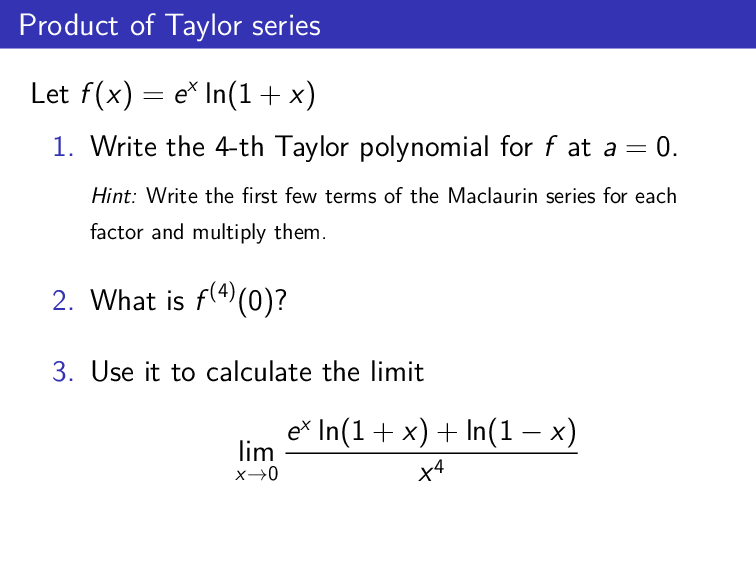 Product of Taylor series
Let f(x) = e^x ln(1 + x)
1. Write the 4-th Taylor polynomial for f at a = 0.
Hint: Write the first few terms of the Maclaurin series for each
factor and multiply them.
2. What is f^(4)(0)?
3. Use it to calculate the limit
lim_{x→0} \frac{e^x ln(1 + x) + ln(1 − x)}{x^4}